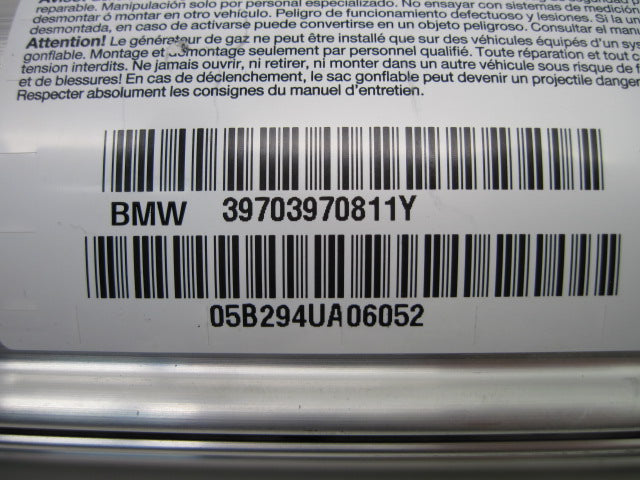 reparable. Manipulación solo por personal especializado. No ensayar con sistemas de medición
desmontar ó montar en otro vehículo. Peligro de funcionamiento defectuoso y lesiones. Si la u
desmontada, en caso de activarse puede convertirse en un objeto peligroso. Consultar el manual
Attention! Le générateur de gaz ne peut être installé que sur des véhicules équipés d'un sys
gonflable. Montage et démontage seulement par personnel qualifié. Toute réparation et tout c
tension interdits. Ne jamais ouvrir, ni retirer, ni monter dans un autre véhicule sous risque de f
et de blessures! En cas de déclenchement, le sac gonflable peut devenir un projectile danger
Respecter absolument les consignes du manuel d'entretien.
BMW 39703970811Y
05B294UA06052